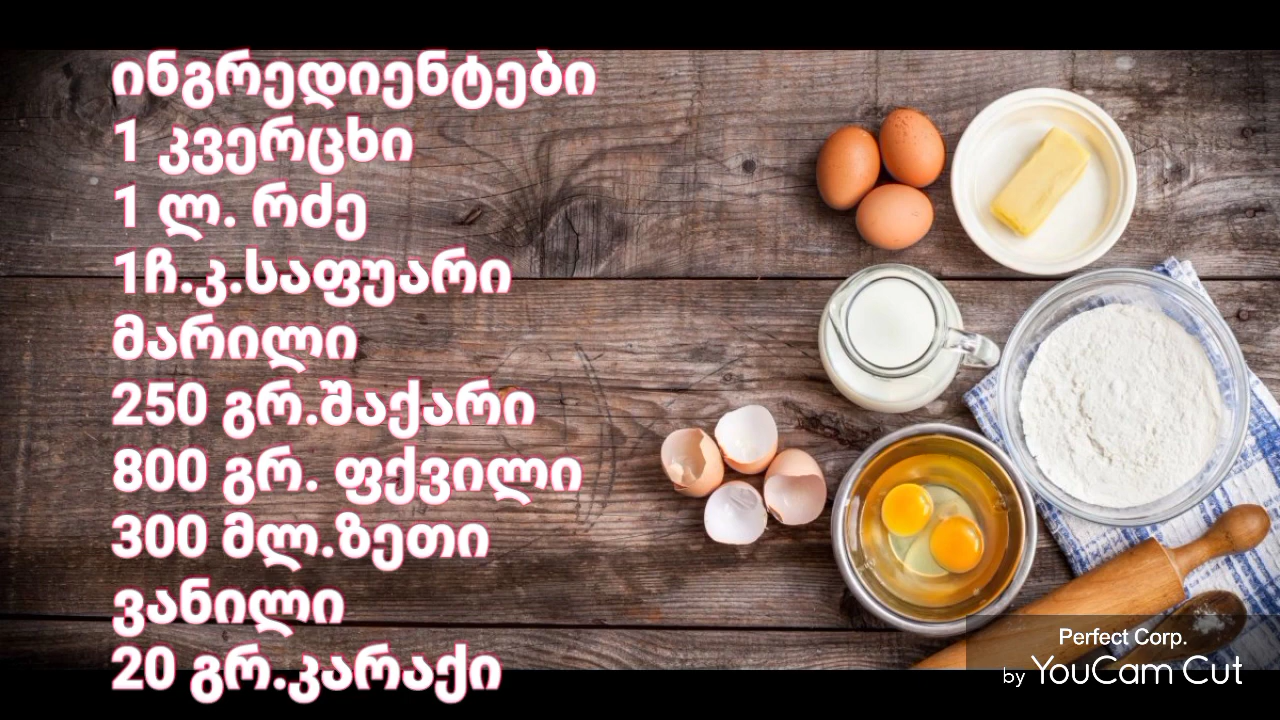 ინგრედიენტები
1 კვერცხი
1 ლ. რძე
1ჩ.კ.საფუარი
მარილი
250 გრ.შაქარი
800 გრ. ფქვილი
300 მლ.ზეთი
ვანილი
20 გრ.კარაქი
Perfect Corp.
by YouCam Cut